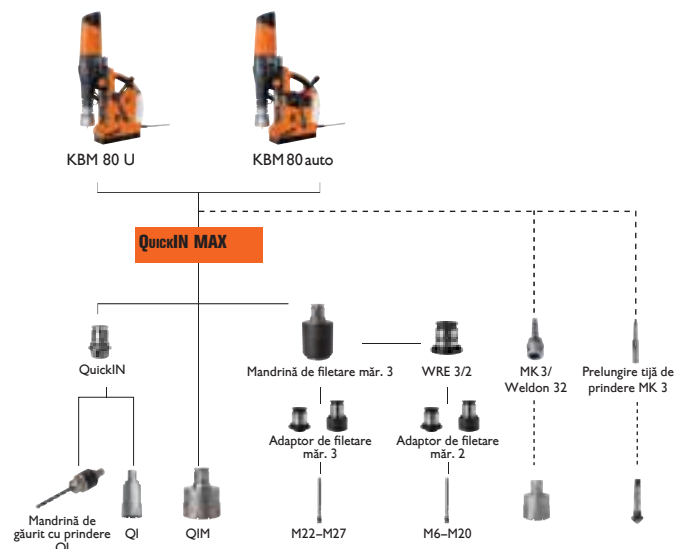 KBM 80 U
KBM 80 auto
QuickIN MAX
QuickIN
Mandrină de filetare măr. 3
WRE 3/2
MK 3/
Weldon 32
Prelungire tijă de
prindere MK 3
Adaptor de filetare
măr. 3
Adaptor de filetare
măr. 2
Mandrină de
găurit cu prindere
QI
QI
QIM
M22–M27
M6–M20